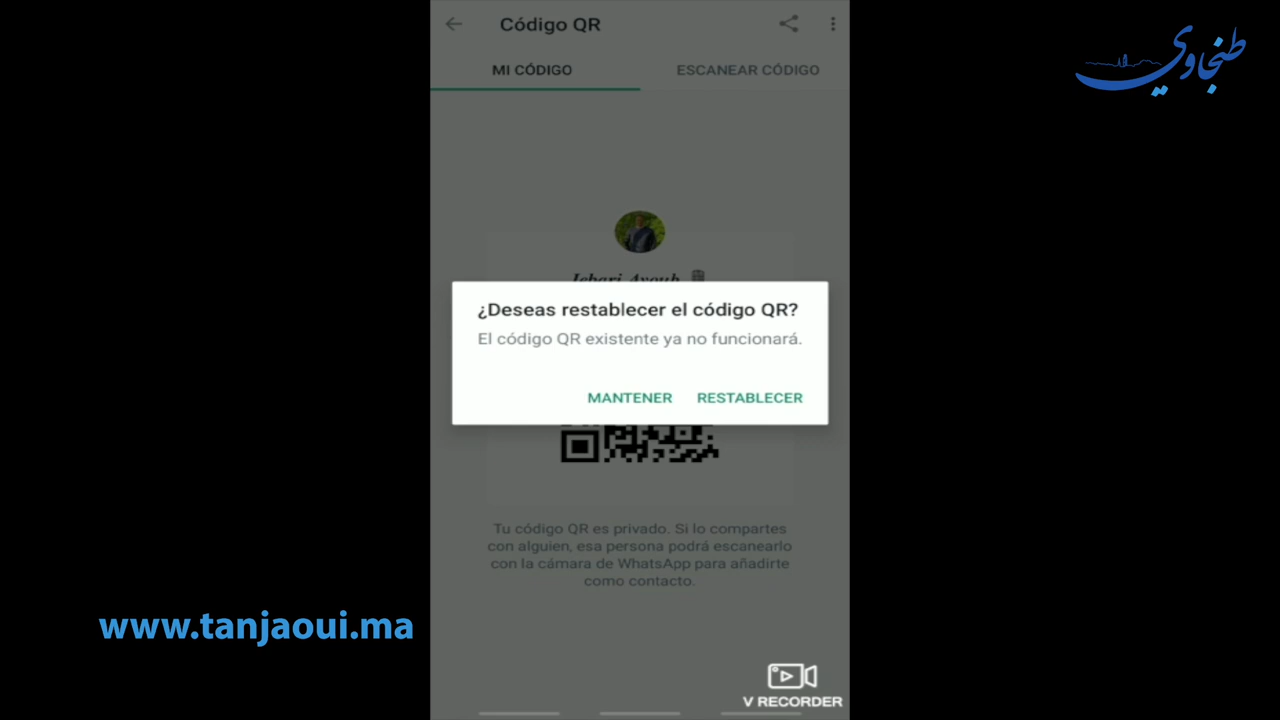 Código QR
طنجاوي
MI CÓDIGO
ESCANEAR CÓDIGO
Jebari Ayoub
¿Deseas restablecer el código QR?
El código QR existente ya no funcionará.
MANTENER
RESTABLECER
Tu código QR es privado. Si lo compartes
con alguien, esa persona podrá escanearlo
con la cámara de WhatsApp para añadirte
como contacto.
www.tanjaoui.ma
V RECORDER